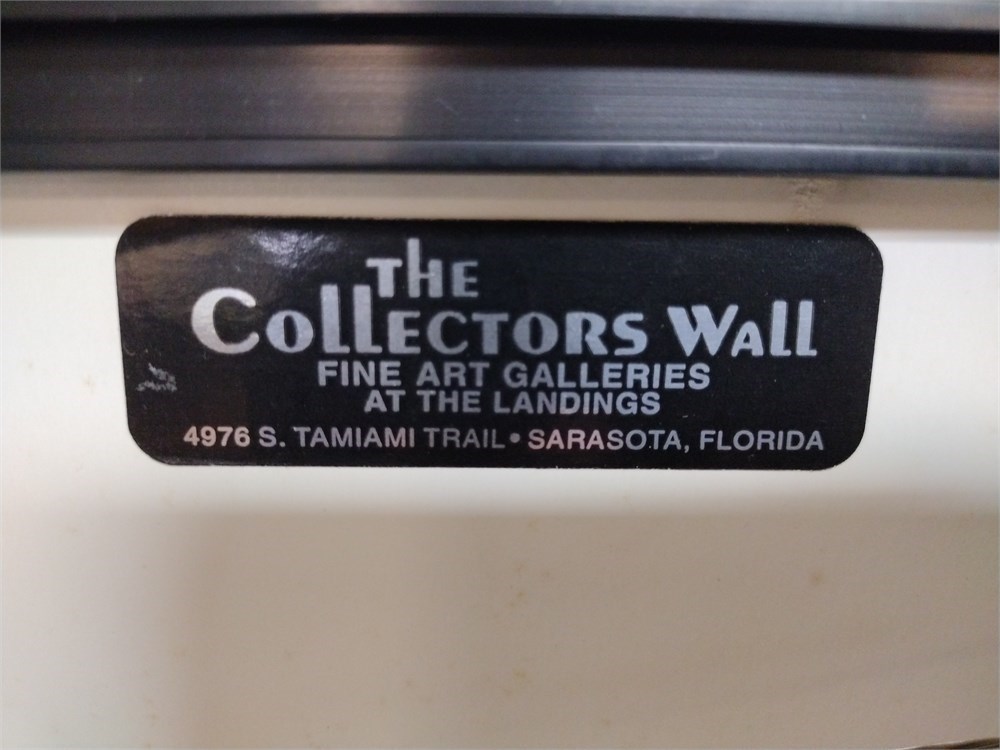 THE
COLLECTORS WALL
FINE ART GALLERIES
AT THE LANDINGS
4976 S. TAMIAMI TRAIL • SARASOTA, FLORIDA